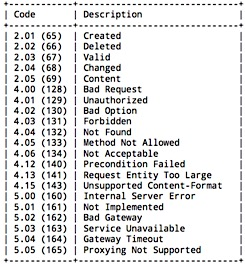 Code | Description
2.01 (65) | Created
2.02 (66) | Deleted
2.03 (67) | Valid
2.04 (68) | Changed
2.05 (69) | Content
4.00 (128) | Bad Request
4.01 (129) | Unauthorized
4.02 (130) | Bad Option
4.03 (131) | Forbidden
4.04 (132) | Not Found
4.05 (133) | Method Not Allowed
4.06 (134) | Not Acceptable
4.12 (140) | Precondition Failed
4.13 (141) | Request Entity Too Large
4.15 (143) | Unsupported Content-Format
5.00 (160) | Internal Server Error
5.01 (161) | Not Implemented
5.02 (162) | Bad Gateway
5.03 (163) | Service Unavailable
5.04 (164) | Gateway Timeout
5.05 (165) | Proxying Not Supported